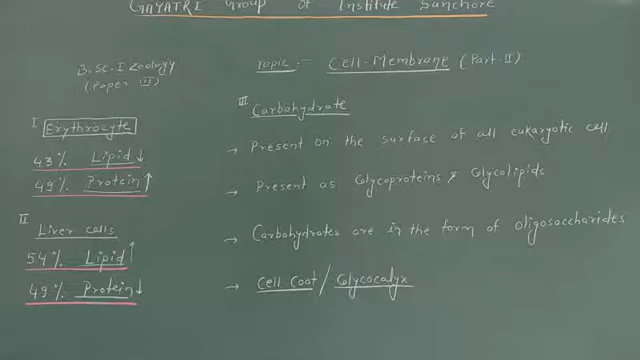 GAYATRI Group of Institute Sanchore
B.Sc.-I Zoology
(Paper III)
Topic :- Cell-Membrane (Part-II)
I Erythrocyte
43% Lipid ↓
49% Protein ↑
II Liver cells
54% Lipid ↑
49% Protein ↓
III Carbohydrate
→ Present on the surface of all eukaryotic cell
→ Present as Glycoproteins & Glycolipids
→ Carbohydrates are in the form of oligosaccharides
→ Cell Coat / Glycocalyx